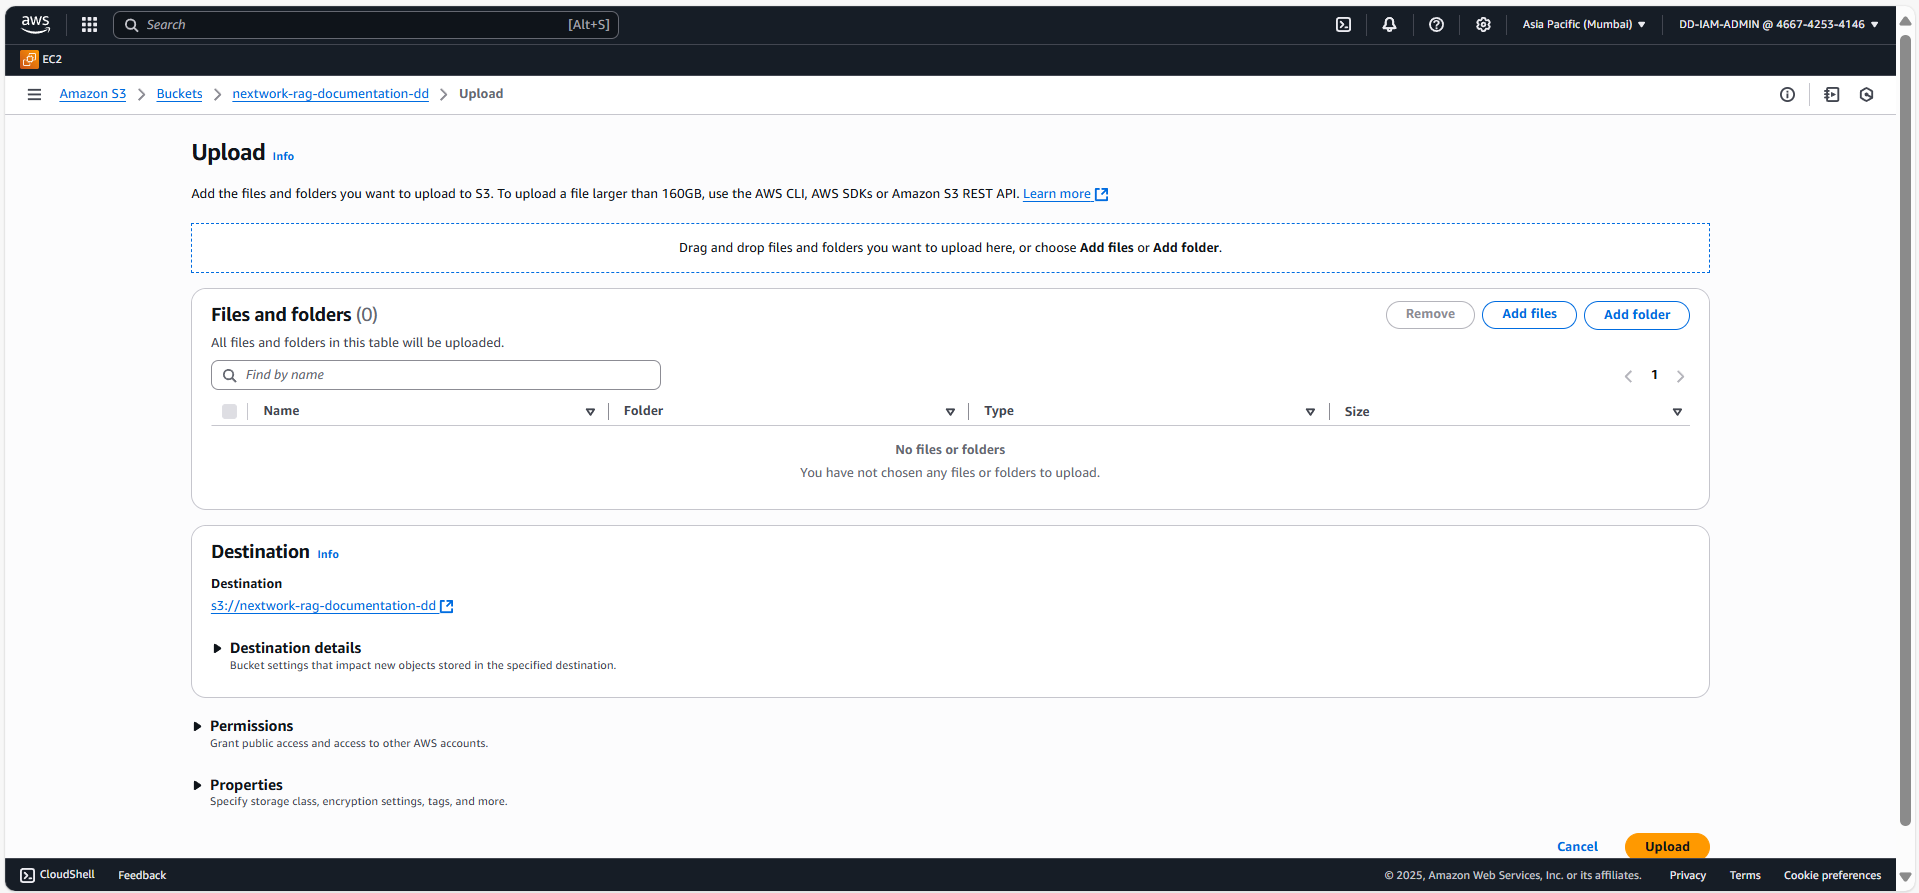 aws
Search [Alt+S]
Asia Pacific (Mumbai) DD-IAM-ADMIN @ 4667-4253-4146
EC2
Amazon S3 Buckets nextwork-rag-documentation-dd Upload
Upload Info
Add the files and folders you want to upload to S3. To upload a file larger than 160GB, use the AWS CLI, AWS SDKs or Amazon S3 REST API. Learn more
Drag and drop files and folders you want to upload here, or choose Add files or Add folder.
Files and folders (0) Remove Add files Add folder
All files and folders in this table will be uploaded.
Find by name 1
Name Folder Type Size
No files or folders
You have not chosen any files or folders to upload.
Destination Info
Destination
s3://nextwork-rag-documentation-dd
Destination details
Bucket settings that impact new objects stored in the specified destination.
Permissions
Grant public access and access to other AWS accounts.
Properties
Specify storage class, encryption settings, tags, and more.
Cancel Upload
CloudShell Feedback © 2025, Amazon Web Services, Inc. or its affiliates. Privacy Terms Cookie preferences